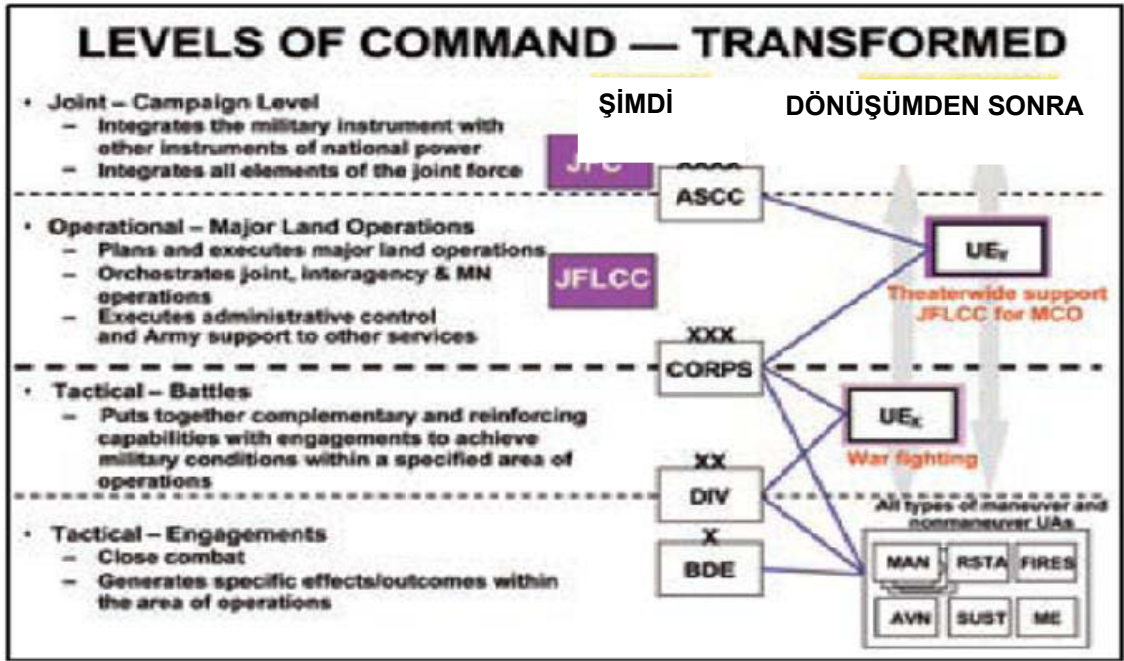 LEVELS OF COMMAND — TRANSFORMED
ŞİMDİ
DÖNÜŞÜMDEN SONRA
• Joint – Campaign Level
– Integrates the military instrument with
other instruments of national power
– Integrates all elements of the joint force
JFC
XXXX
ASCC
• Operational – Major Land Operations
– Plans and executes major land operations
– Orchestrates joint, interagency & MN
operations
– Executes administrative control
and Army support to other services
JFLCC
UEy
Theaterwide support
JFLCC for MCO
XXX
CORPS
• Tactical – Battles
– Puts together complementary and reinforcing
capabilities with engagements to achieve
military conditions within a specified area of
operations
UEx
War fighting
XX
DIV
• Tactical – Engagements
– Close combat
– Generates specific effects/outcomes within
the area of operations
X
BDE
All types of maneuver and
nonmaneuver UAs
MAN RSTA FIRES
AVN SUST ME